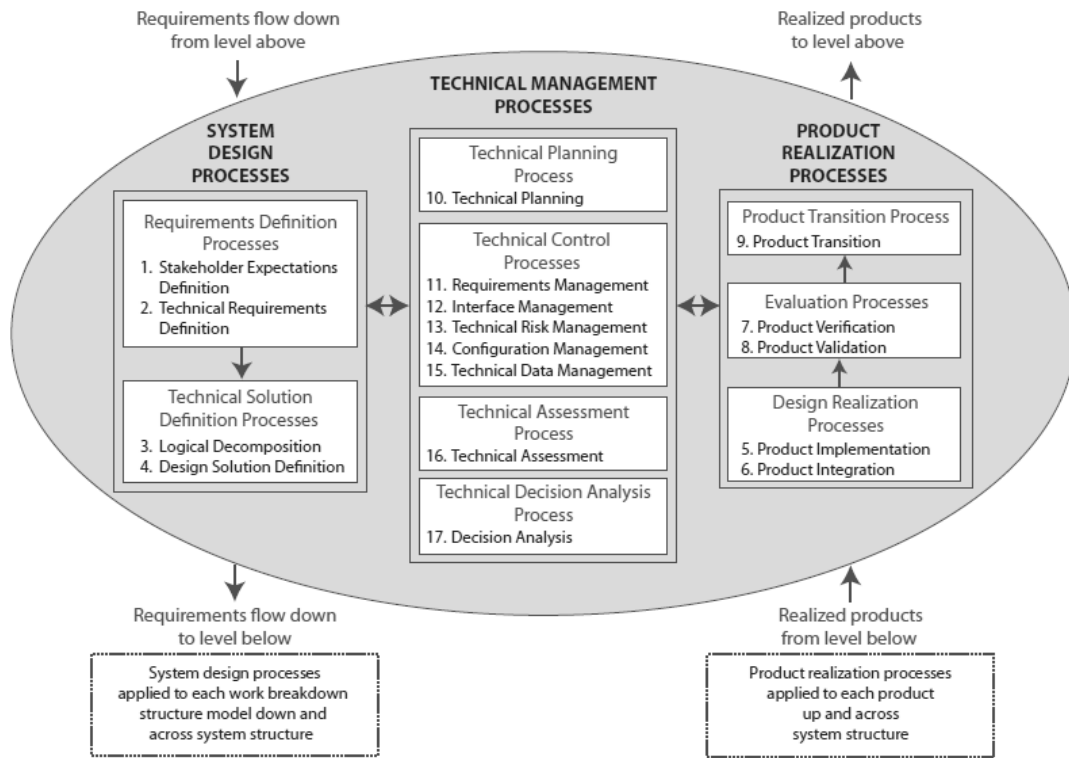 Requirements flow down
from level above
Realized products
to level above
TECHNICAL MANAGEMENT
PROCESSES
SYSTEM
DESIGN
PROCESSES
Requirements Definition
Processes
1. Stakeholder Expectations
Definition
2. Technical Requirements
Definition
Technical Solution
Definition Processes
3. Logical Decomposition
4. Design Solution Definition
Technical Planning
Process
10. Technical Planning
Technical Control
Processes
11. Requirements Management
12. Interface Management
13. Technical Risk Management
14. Configuration Management
15. Technical Data Management
Technical Assessment
Process
16. Technical Assessment
Technical Decision Analysis
Process
17. Decision Analysis
PRODUCT
REALIZATION
PROCESSES
Product Transition Process
9. Product Transition
Evaluation Processes
7. Product Verification
8. Product Validation
Design Realization
Processes
5. Product Implementation
6. Product Integration
Requirements flow down
to level below
System design processes
applied to each work breakdown
structure model down and
across system structure
Realized products
from level below
Product realization processes
applied to each product
up and across
system structure